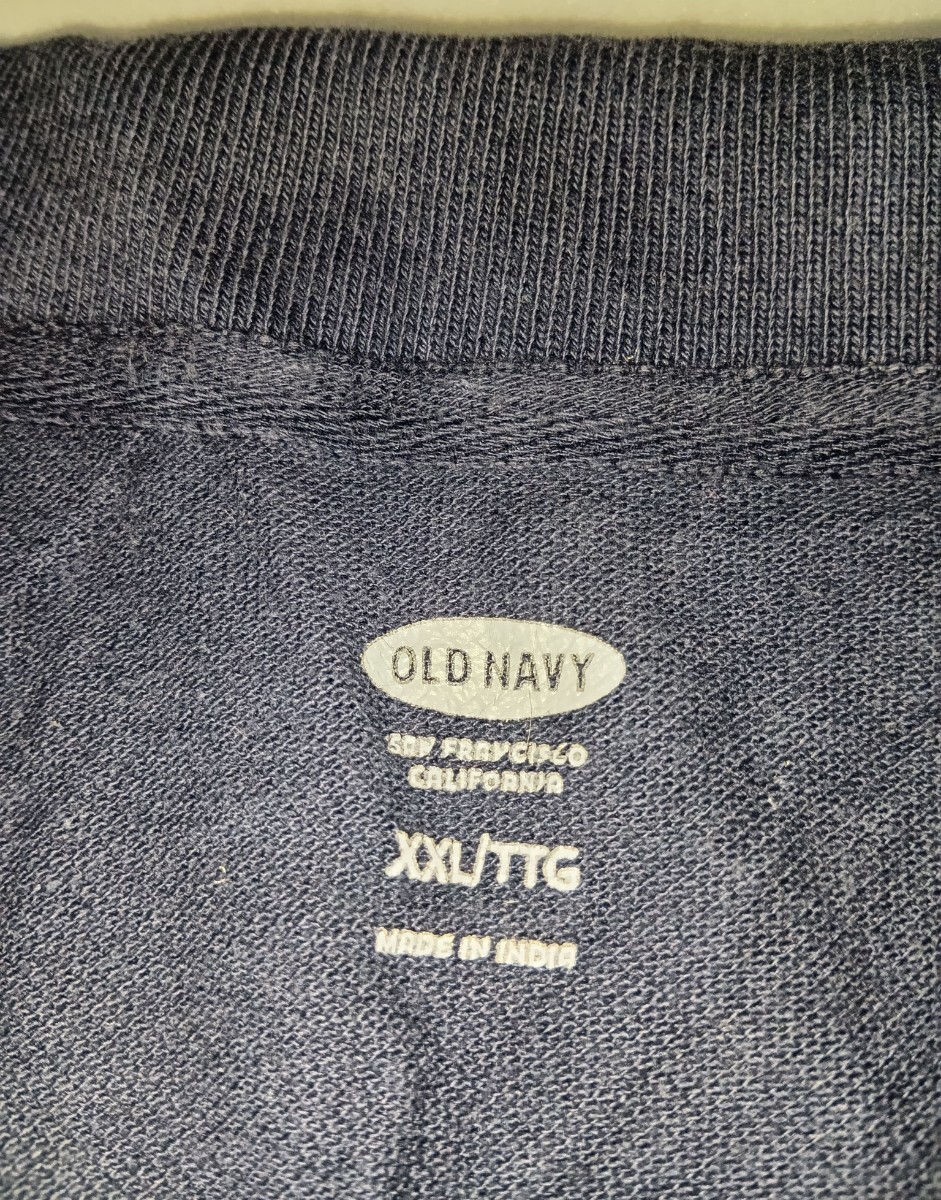 OLD NAVY
SAN FRANCISCO
CALIFORNIA
XXL/TTG
MADE IN INDIA